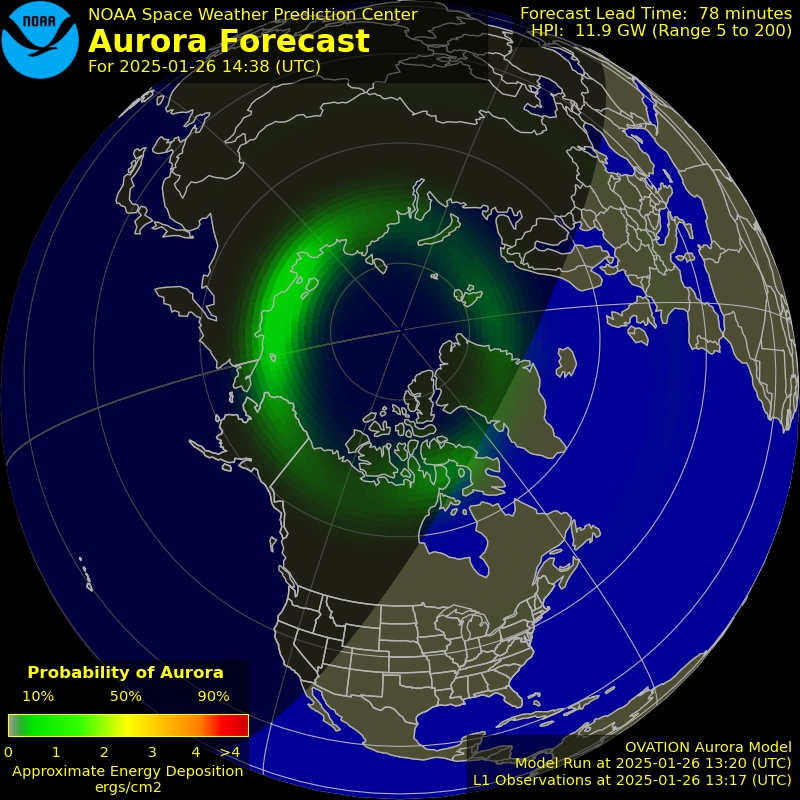 NOAA
NOAA Space Weather Prediction Center
Aurora Forecast
For 2025-01-26 14:38 (UTC)
Forecast Lead Time: 78 minutes
HPI: 11.9 GW (Range 5 to 200)
Probability of Aurora
10% 50% 90%
0 1 2 3 4 >4
Approximate Energy Deposition
ergs/cm2
OVATION Aurora Model
Model Run at 2025-01-26 13:20 (UTC)
L1 Observations at 2025-01-26 13:17 (UTC)